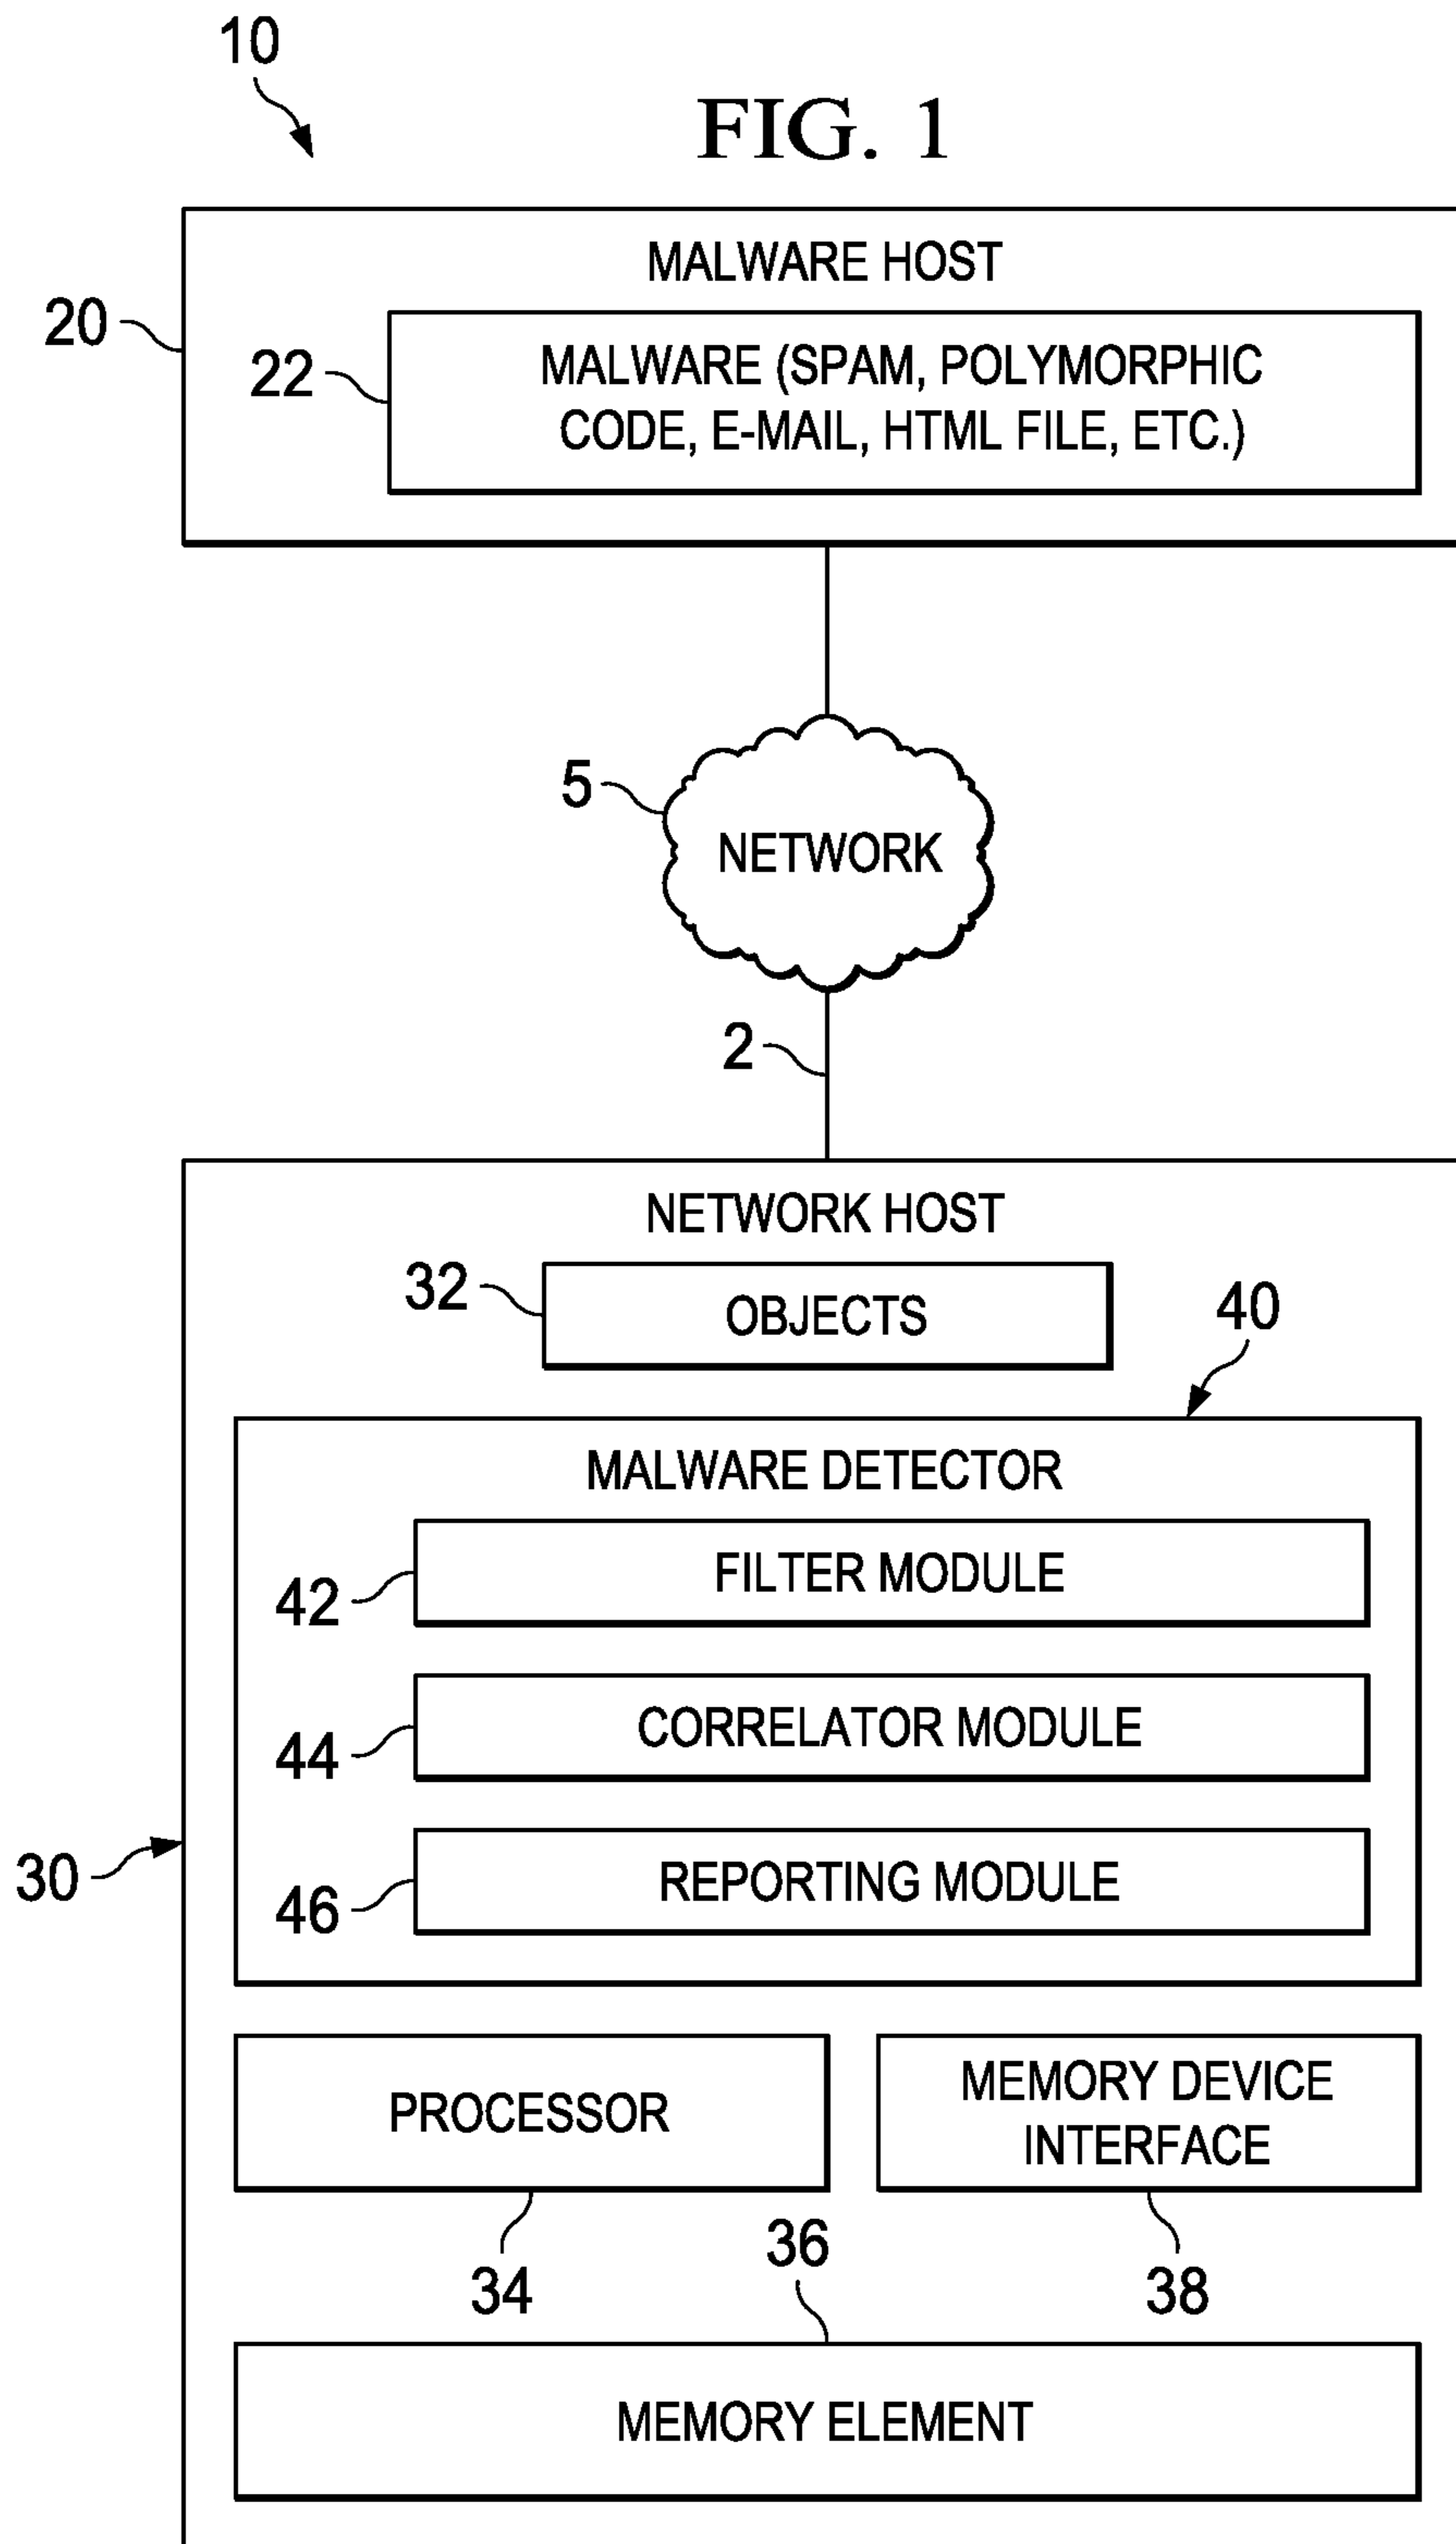 10
FIG. 1
MALWARE HOST
20
22
MALWARE (SPAM, POLYMORPHIC
CODE, E-MAIL, HTML FILE, ETC.)
5
NETWORK
2
NETWORK HOST
32
OBJECTS
40
MALWARE DETECTOR
FILTER MODULE
42
CORRELATOR MODULE
44
30
REPORTING MODULE
46
PROCESSOR
MEMORY DEVICE
INTERFACE
34
36
38
MEMORY ELEMENT